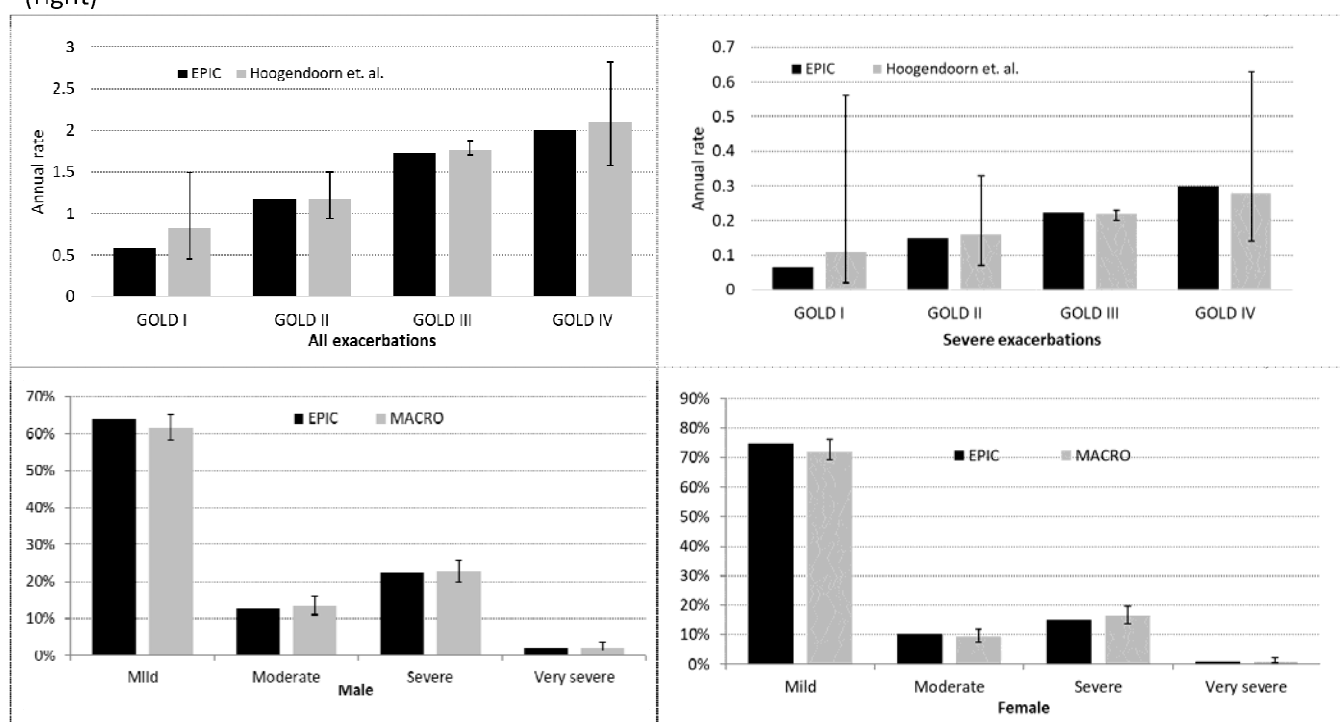 (right)
3
2.5
2
1.5
1
0.5
0
Annual rate
EPIC Hoogendoorn et. al.
GOLD I GOLD II GOLD III GOLD IV
All exacerbations
0.7
0.6
0.5
0.4
0.3
0.2
0.1
0
Annual rate
EPIC Hoogendoorn et. al.
GOLD I GOLD II GOLD III GOLD IV
Severe exacerbations
70%
60%
50%
40%
30%
20%
10%
0%
EPIC MACRO
MIld Moderate Severe Very severe
Male
90%
80%
70%
60%
50%
40%
30%
20%
10%
0%
EPIC MACRO
Mild Moderate Severe Very severe
Female